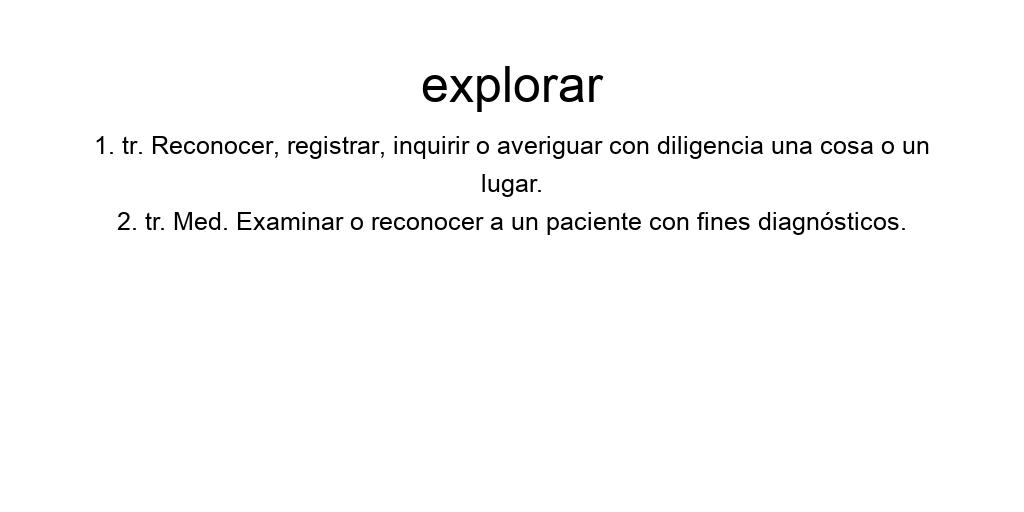 explorar
1. tr. Reconocer, registrar, inquirir o averiguar con diligencia una cosa o un
lugar.
2. tr. Med. Examinar o reconocer a un paciente con fines diagnósticos.